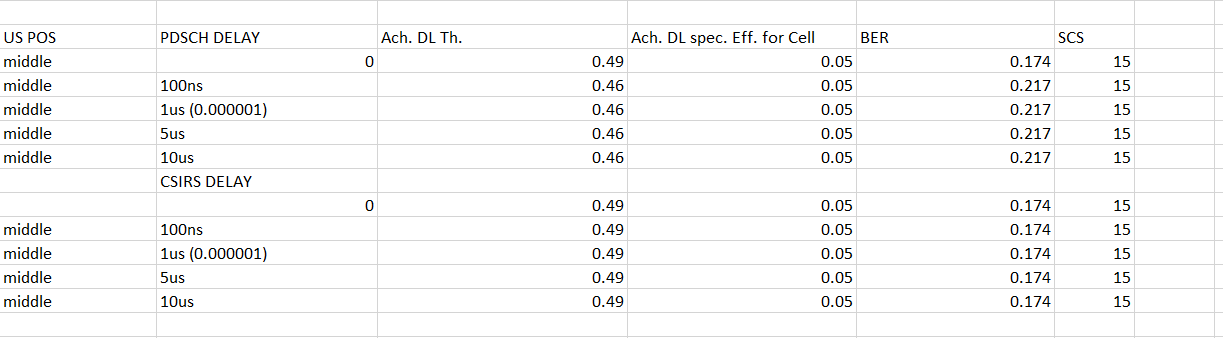 US POS PDSCH DELAY Ach. DL Th. Ach. DL spec. Eff. for Cell BER SCS
middle 0 0.49 0.05 0.174 15
middle 100ns 0.46 0.05 0.217 15
middle 1us (0.000001) 0.46 0.05 0.217 15
middle 5us 0.46 0.05 0.217 15
middle 10us 0.46 0.05 0.217 15
CSIRS DELAY
0 0.49 0.05 0.174 15
middle 100ns 0.49 0.05 0.174 15
middle 1us (0.000001) 0.49 0.05 0.174 15
middle 5us 0.49 0.05 0.174 15
middle 10us 0.49 0.05 0.174 15